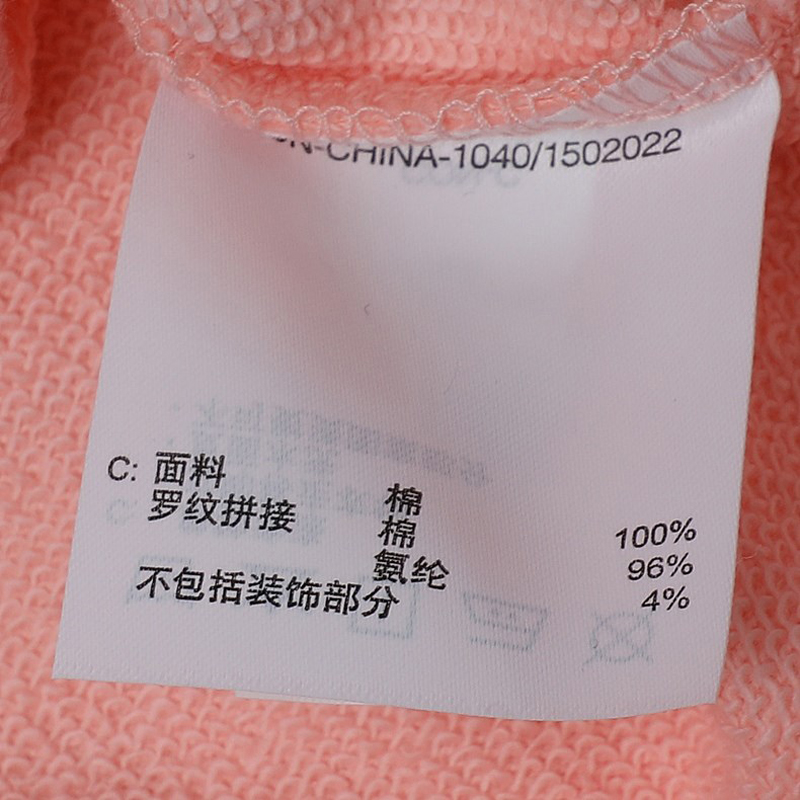 N-CHINA-1040/1502022
C: 面料 棉 100%
罗纹拼接 棉 96%
氨纶 4%
不包括装饰部分